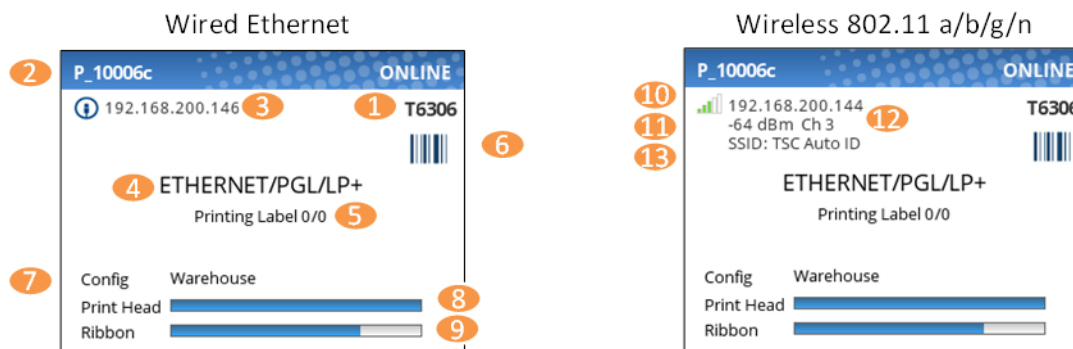 Wired Ethernet
2 P_10006c ONLINE
192.168.200.146 3 1 T6306
6
4 ETHERNET/PGL/LP+
Printing Label 0/0 5
7 Config Warehouse
Print Head 8
Ribbon 9
Wireless 802.11 a/b/g/n
P_10006c ONLINE
10 192.168.200.144 T6306
11 -64 dBm Ch 3 12
13 SSID: TSC Auto ID
ETHERNET/PGL/LP+
Printing Label 0/0
Config Warehouse
Print Head
Ribbon